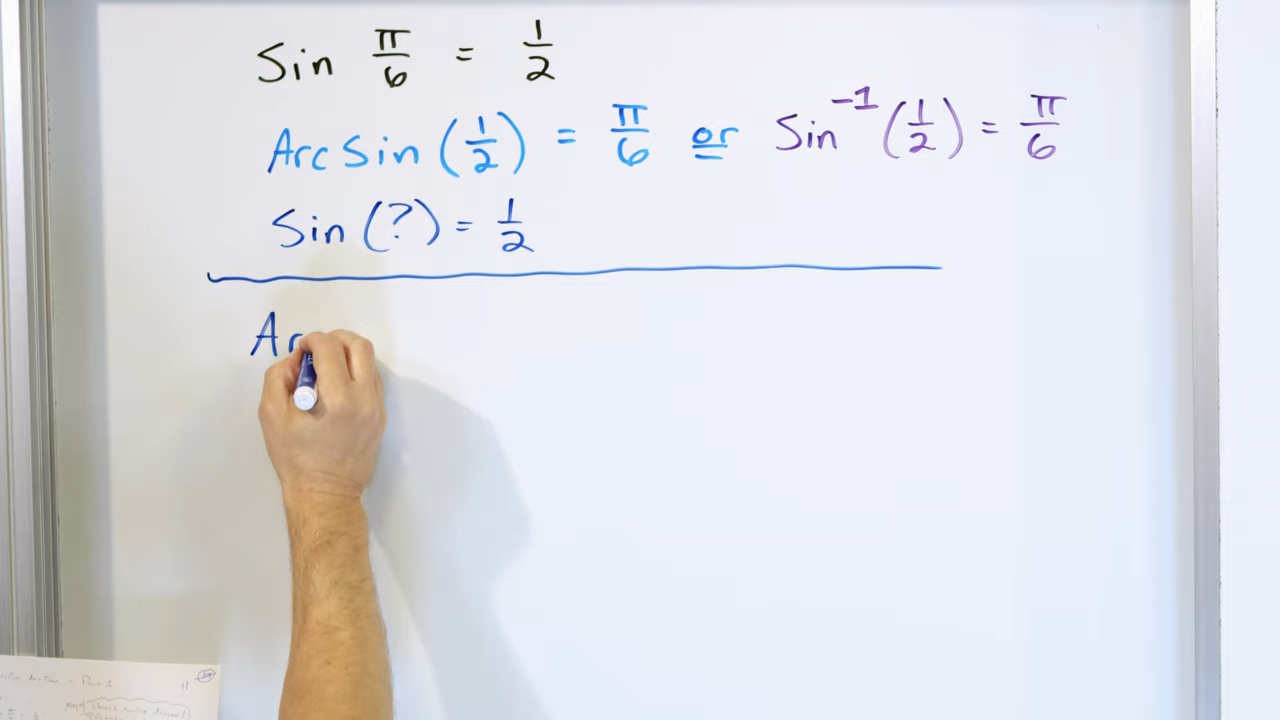 Sin π/6 = 1/2
ArcSin (1/2) = π/6 or Sin⁻¹ (1/2) = π/6
Sin (?) = 1/2
Ar